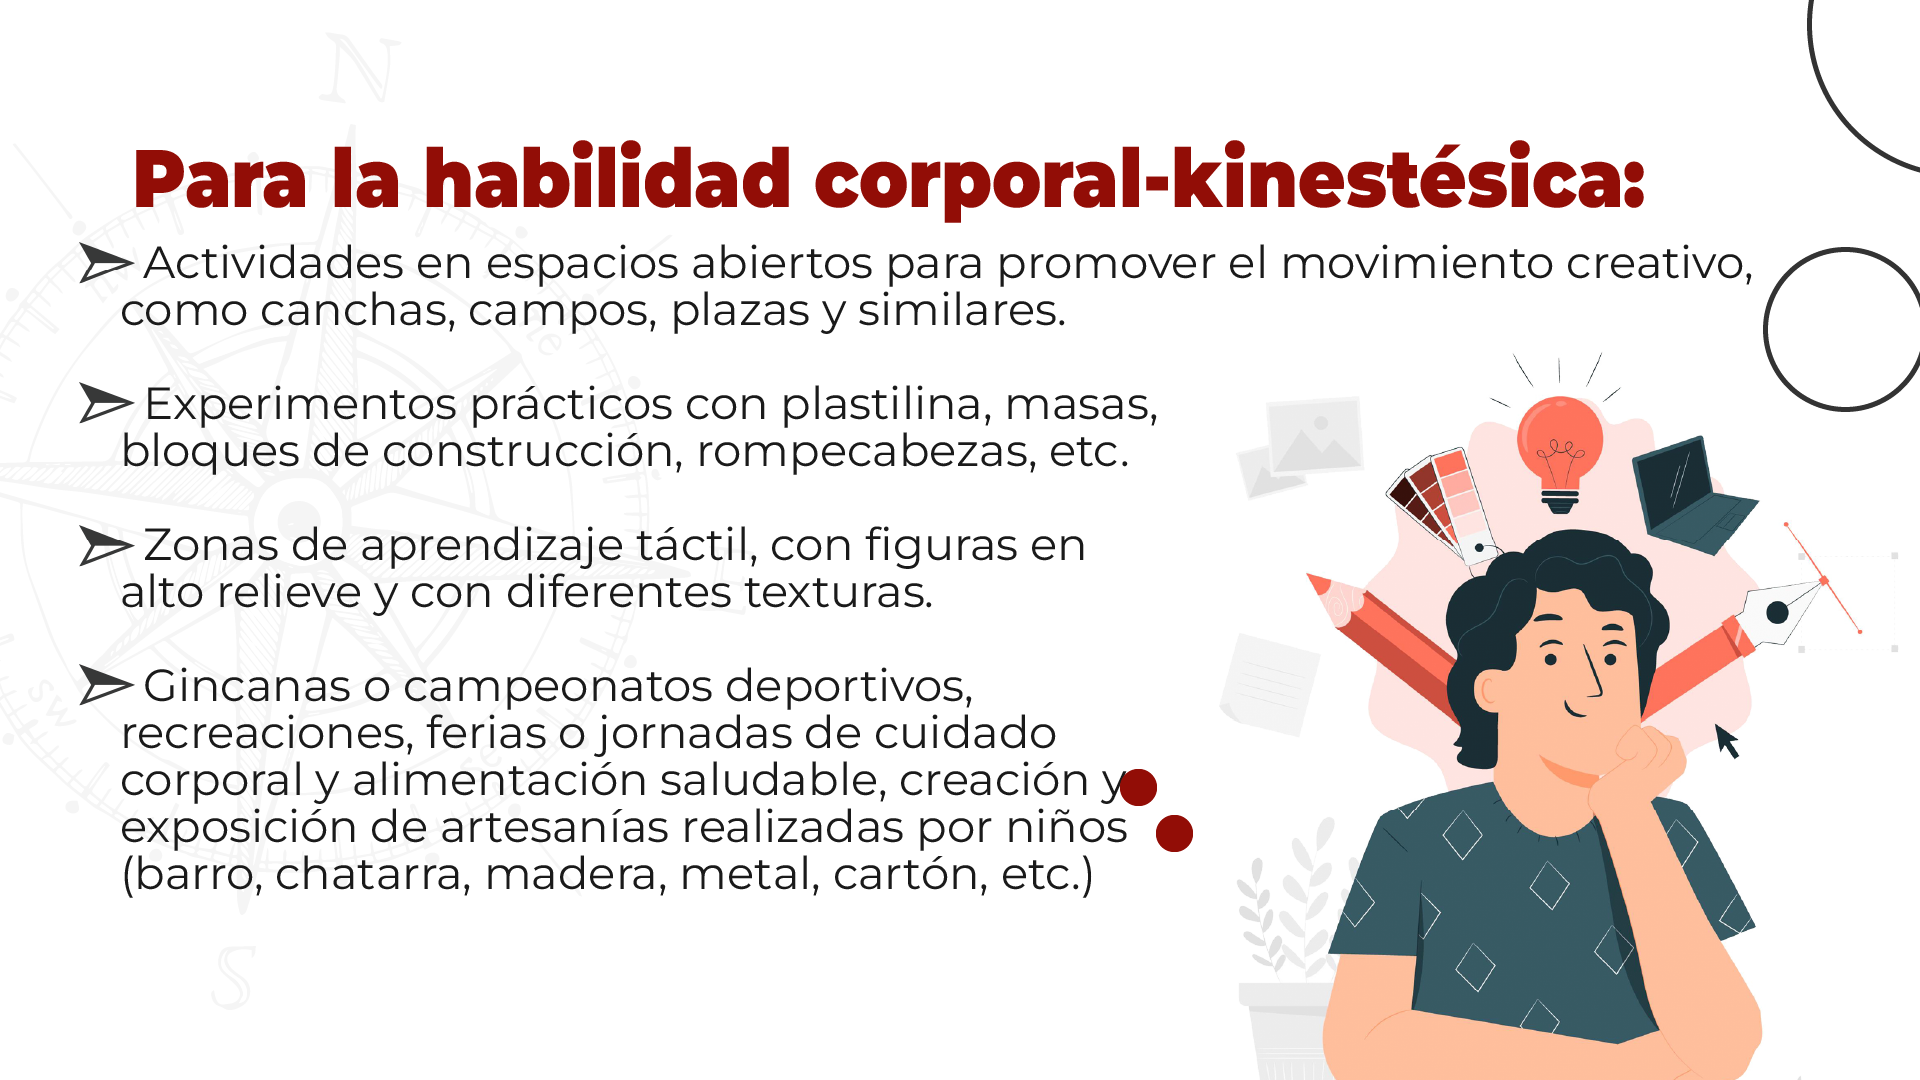 N
Para la habilidad corporal-kinestésica:
Actividades en espacios abiertos para promover el movimiento creativo,
como canchas, campos, plazas y similares.
Experimentos prácticos con plastilina, masas,
bloques de construcción, rompecabezas, etc.
Zonas de aprendizaje táctil, con figuras en
alto relieve y con diferentes texturas.
Gincanas o campeonatos deportivos,
recreaciones, ferias o jornadas de cuidado
corporal y alimentación saludable, creación y
exposición de artesanías realizadas por niños
(barro, chatarra, madera, metal, cartón, etc.)
sw
se
S